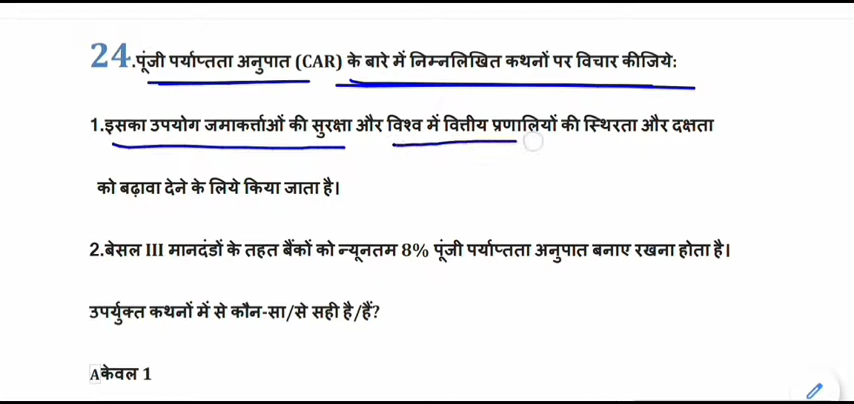 24.पूंजी पर्याप्तता अनुपात (CAR) के बारे में निम्नलिखित कथनों पर विचार कीजिये:
1.इसका उपयोग जमाकर्त्ताओं की सुरक्षा और विश्व में वित्तीय प्रणालियों की स्थिरता और दक्षता
को बढ़ावा देने के लिये किया जाता है।
2.बेसल III मानदंडों के तहत बैंकों को न्यूनतम 8% पूंजी पर्याप्तता अनुपात बनाए रखना होता है।
उपर्युक्त कथनों में से कौन-सा/से सही है/हैं?
Aकेवल 1